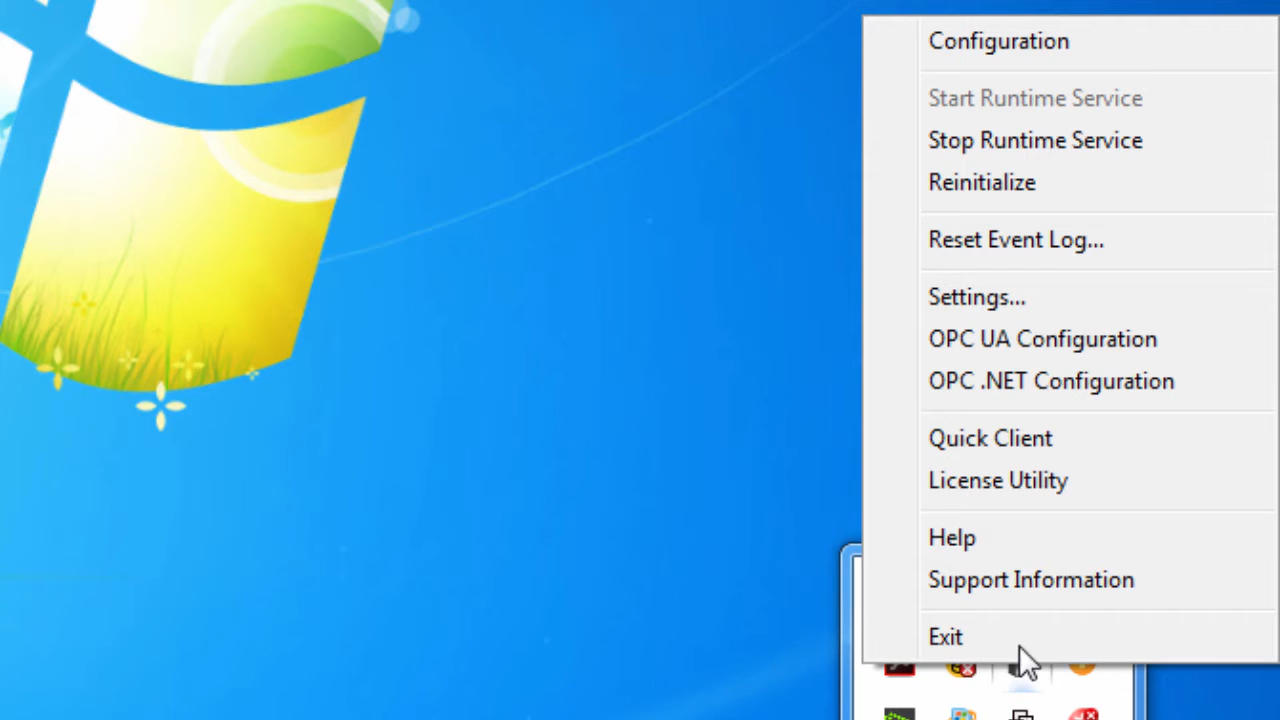 Configuration
Start Runtime Service
Stop Runtime Service
Reinitialize
Reset Event Log...
Settings...
OPC UA Configuration
OPC .NET Configuration
Quick Client
License Utility
Help
Support Information
Exit